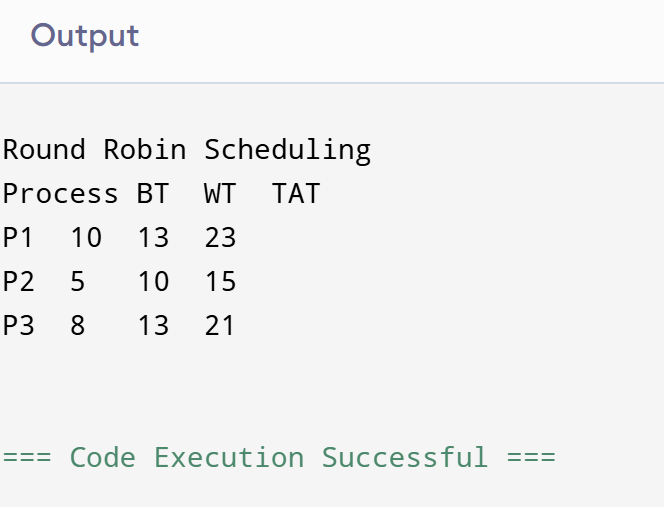 Output
Round Robin Scheduling
Process BT  WT  TAT
P1  10  13  23
P2  5   10  15
P3  8   13  21
=== Code Execution Successful ===